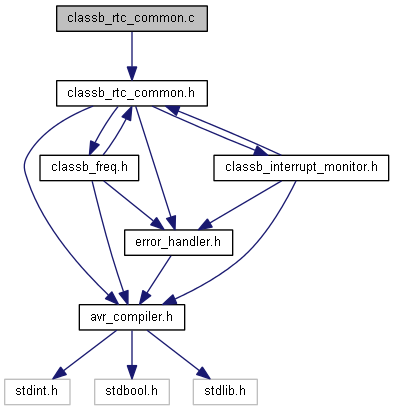 classb_rtc_common.c
classb_rtc_common.h
classb_freq.h
classb_interrupt_monitor.h
error_handler.h
avr_compiler.h
stdint.h
stdbool.h
stdlib.h